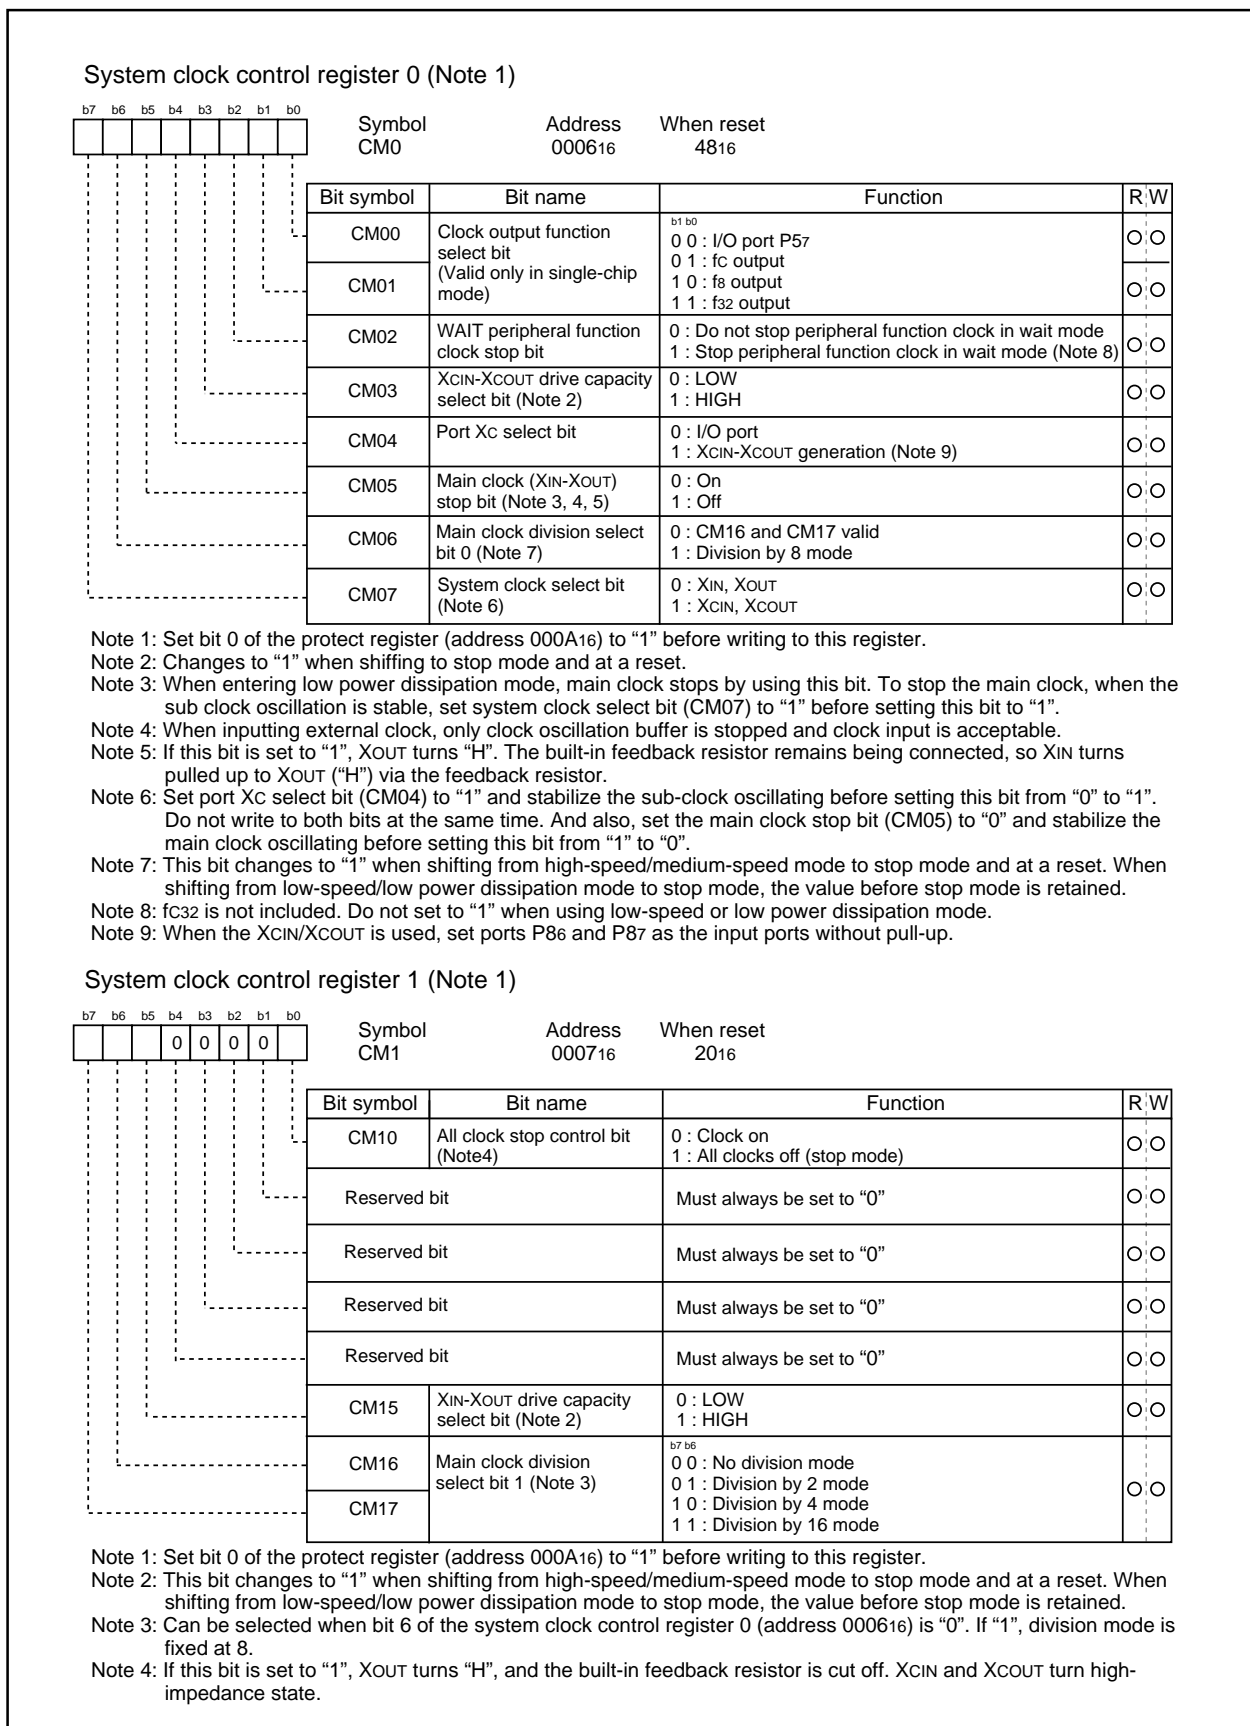 System clock control register 0 (Note 1)
b7 b6 b5 b4 b3 b2 b1 b0
Symbol Address When reset
CM0 000616 4816
Bit symbol Bit name Function R W
CM00 Clock output function select bit (Valid only in single-chip mode)
b1 b0
0 0 : I/O port P57
0 1 : fC output
1 0 : f8 output
1 1 : f32 output
CM01
CM02 WAIT peripheral function clock stop bit
0 : Do not stop peripheral function clock in wait mode
1 : Stop peripheral function clock in wait mode (Note 8)
CM03 XCIN-XCOUT drive capacity select bit (Note 2)
0 : LOW
1 : HIGH
CM04 Port XC select bit
0 : I/O port
1 : XCIN-XCOUT generation (Note 9)
CM05 Main clock (XIN-XOUT) stop bit (Note 3, 4, 5)
0 : On
1 : Off
CM06 Main clock division select bit 0 (Note 7)
0 : CM16 and CM17 valid
1 : Division by 8 mode
CM07 System clock select bit (Note 6)
0 : XIN, XOUT
1 : XCIN, XCOUT
Note 1: Set bit 0 of the protect register (address 000A16) to “1” before writing to this register.
Note 2: Changes to “1” when shiffing to stop mode and at a reset.
Note 3: When entering low power dissipation mode, main clock stops by using this bit. To stop the main clock, when the
sub clock oscillation is stable, set system clock select bit (CM07) to “1” before setting this bit to “1”.
Note 4: When inputting external clock, only clock oscillation buffer is stopped and clock input is acceptable.
Note 5: If this bit is set to “1”, XOUT turns “H”. The built-in feedback resistor remains being connected, so XIN turns
pulled up to XOUT (“H”) via the feedback resistor.
Note 6: Set port XC select bit (CM04) to “1” and stabilize the sub-clock oscillating before setting this bit from “0” to “1”.
Do not write to both bits at the same time. And also, set the main clock stop bit (CM05) to “0” and stabilize the
main clock oscillating before setting this bit from “1” to “0”.
Note 7: This bit changes to “1” when shifting from high-speed/medium-speed mode to stop mode and at a reset. When
shifting from low-speed/low power dissipation mode to stop mode, the value before stop mode is retained.
Note 8: fC32 is not included. Do not set to “1” when using low-speed or low power dissipation mode.
Note 9: When the XCIN/XCOUT is used, set ports P86 and P87 as the input ports without pull-up.
System clock control register 1 (Note 1)
b7 b6 b5 b4 b3 b2 b1 b0
0 0 0 0
Symbol Address When reset
CM1 000716 2016
Bit symbol Bit name Function R W
CM10 All clock stop control bit (Note4)
0 : Clock on
1 : All clocks off (stop mode)
Reserved bit Must always be set to “0”
Reserved bit Must always be set to “0”
Reserved bit Must always be set to “0”
Reserved bit Must always be set to “0”
CM15 XIN-XOUT drive capacity select bit (Note 2)
0 : LOW
1 : HIGH
CM16 Main clock division select bit 1 (Note 3)
b7 b6
0 0 : No division mode
0 1 : Division by 2 mode
1 0 : Division by 4 mode
1 1 : Division by 16 mode
CM17
Note 1: Set bit 0 of the protect register (address 000A16) to “1” before writing to this register.
Note 2: This bit changes to “1” when shifting from high-speed/medium-speed mode to stop mode and at a reset. When
shifting from low-speed/low power dissipation mode to stop mode, the value before stop mode is retained.
Note 3: Can be selected when bit 6 of the system clock control register 0 (address 000616) is “0”. If “1”, division mode is
fixed at 8.
Note 4: If this bit is set to “1”, XOUT turns “H”, and the built-in feedback resistor is cut off. XCIN and XCOUT turn high-
impedance state.